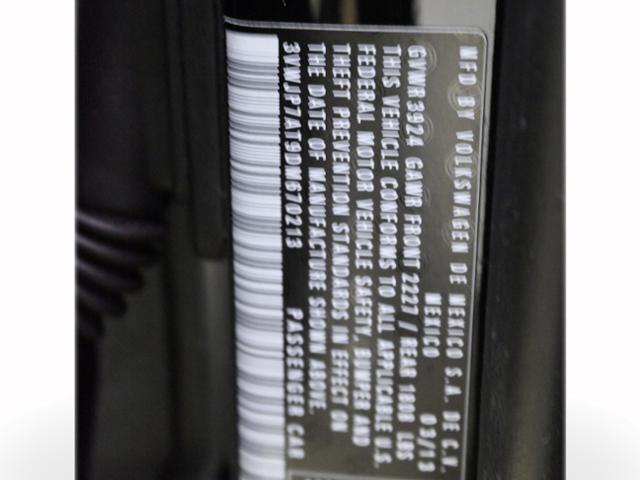 MFD BY VOLKSWAGEN DE MEXICO S.A. DE C.V.
MEXICO 03/13
GVWR 3924 GAWR FRONT 2227 // REAR 1800 LBS
THIS VEHICLE CONFORMS TO ALL APPLICABLE U.S.
FEDERAL MOTOR VEHICLE SAFETY, BUMPER AND
THEFT PREVENTION STANDARDS IN EFFECT ON
THE DATE OF MANUFACTURE SHOWN ABOVE.
3VWJP7AT9DM670213 PASSENGER CAR